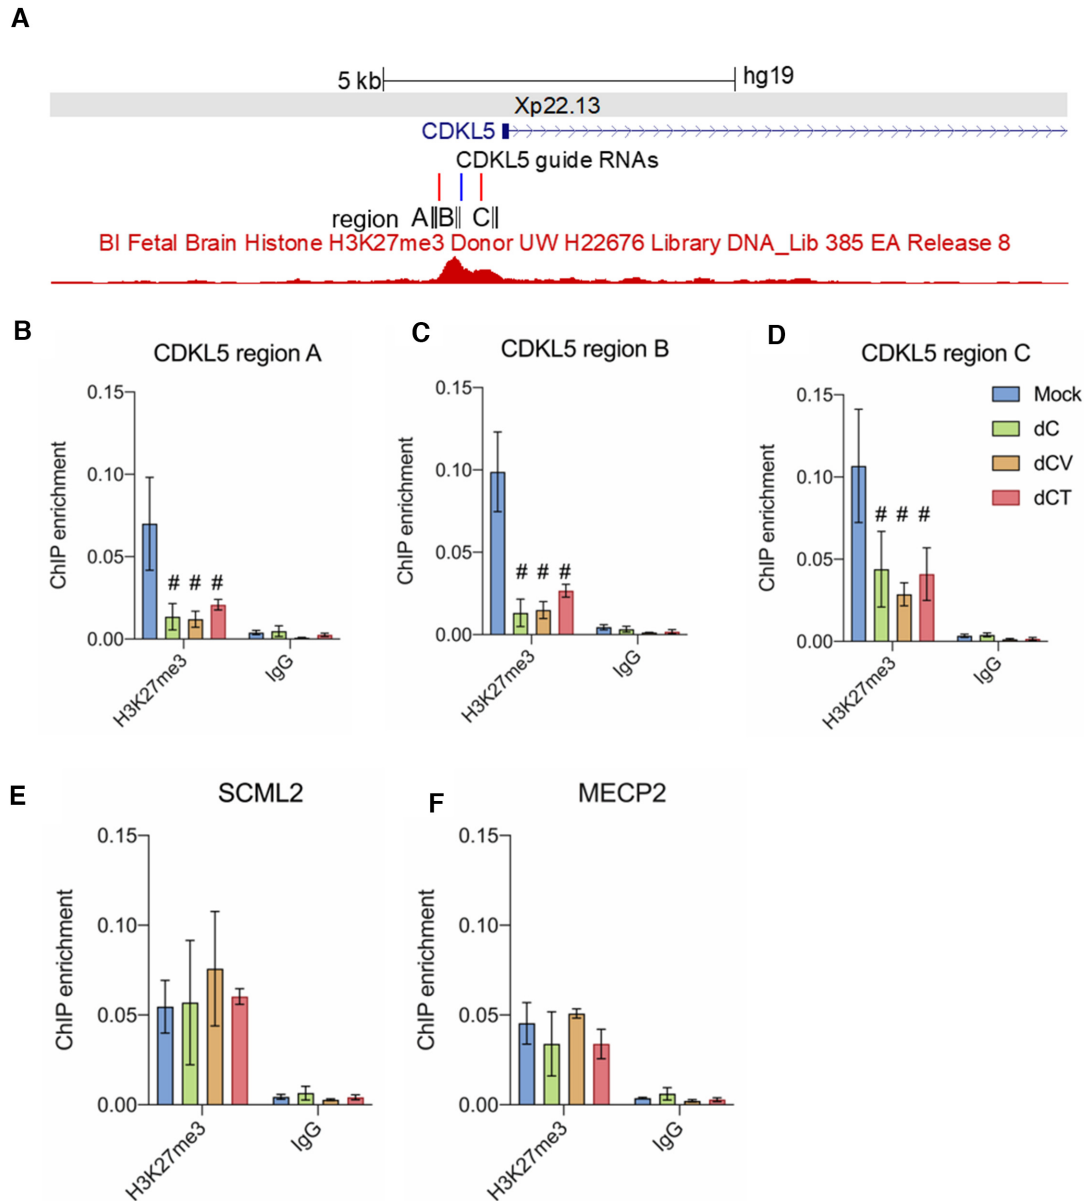 A
5 kb hg19
Xp22.13
CDKL5
CDKL5 guide RNAs
region A B C
BI Fetal Brain Histone H3K27me3 Donor UW H22676 Library DNA_Lib 385 EA Release 8
B
CDKL5 region A
ChIP enrichment
0.15
0.10
0.05
0.00
# # #
H3K27me3
IgG
C
CDKL5 region B
ChIP enrichment
0.15
0.10
0.05
0.00
# # #
H3K27me3
IgG
D
CDKL5 region C
ChIP enrichment
0.15
0.10
0.05
0.00
# # #
H3K27me3
IgG
Mock
dC
dCV
dCT
E
SCML2
ChIP enrichment
0.15
0.10
0.05
0.00
H3K27me3
IgG
F
MECP2
ChIP enrichment
0.15
0.10
0.05
0.00
H3K27me3
IgG